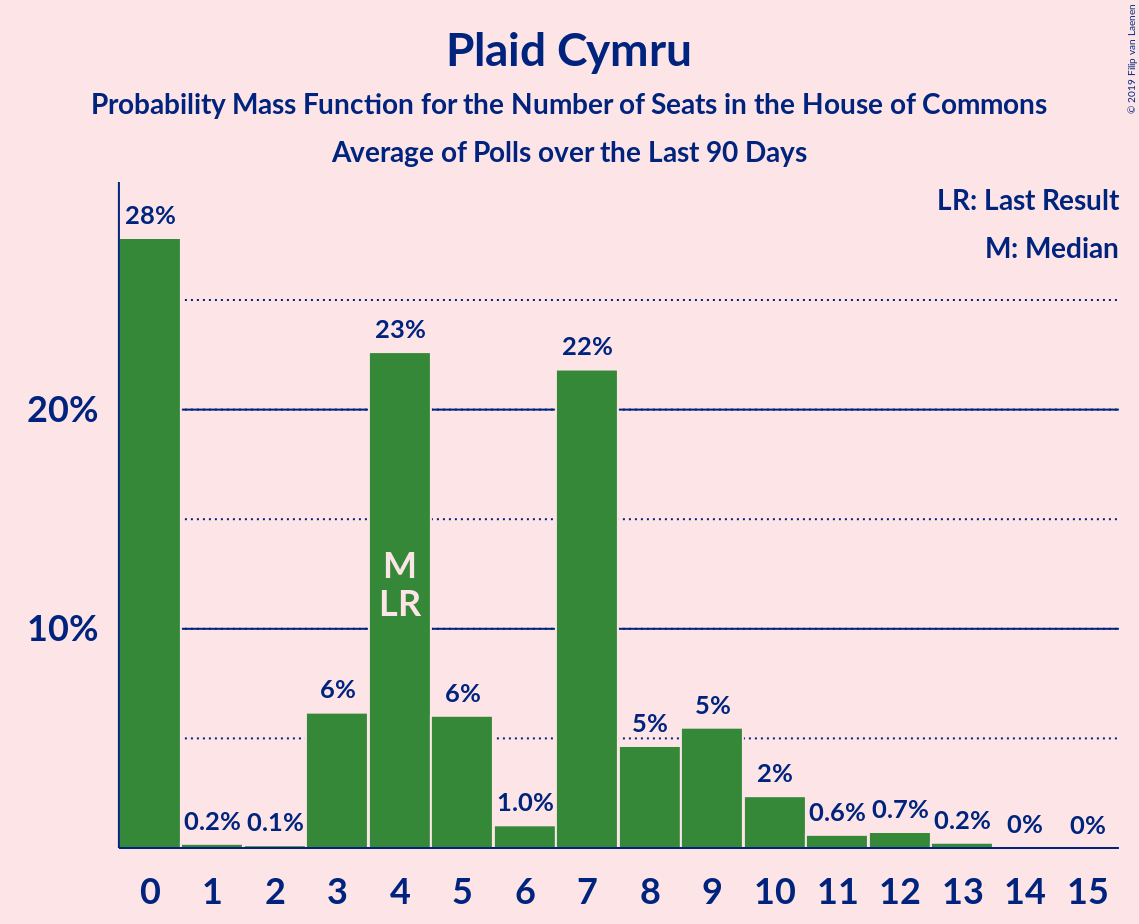 Plaid Cymru
Probability Mass Function for the Number of Seats in the House of Commons
Average of Polls over the Last 90 Days
© 2019 Filip van Laenen
LR: Last Result
M: Median
28%
23%
22%
20%
M
LR
10%
6%
6%
5%
5%
2%
0.2%
0.1%
1.0%
0.6%
0.7%
0.2%
0%
0%
0 1 2 3 4 5 6 7 8 9 10 11 12 13 14 15